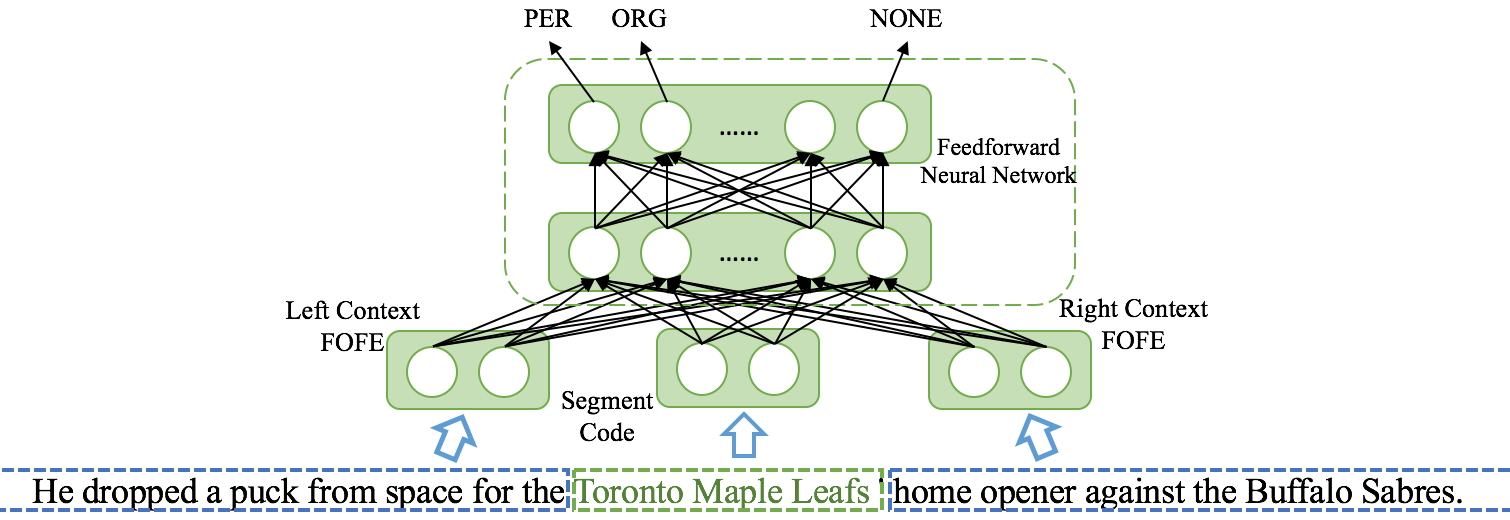 PER ORG NONE
......
Feedforward
Neural Network
......
Left Context
FOFE
Right Context
FOFE
Segment
Code
He dropped a puck from space for the Toronto Maple Leafs ' home opener against the Buffalo Sabres.